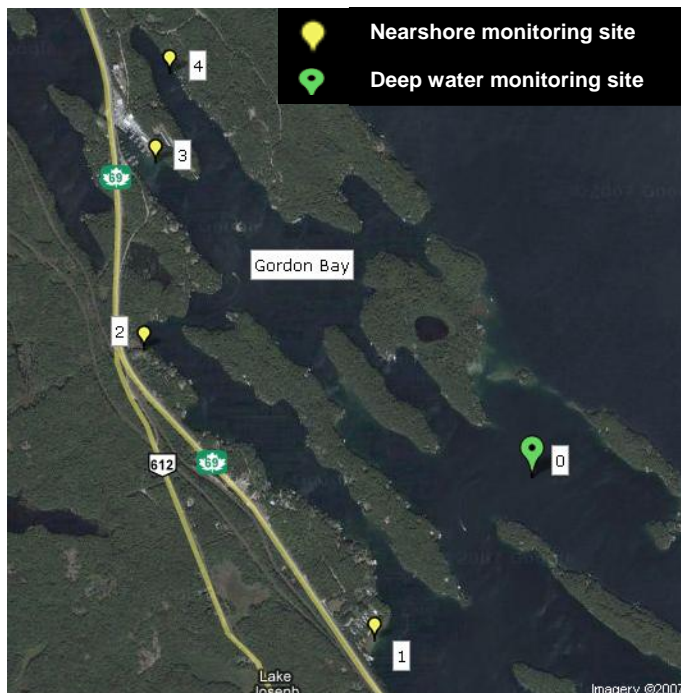 Nearshore monitoring site
Deep water monitoring site
4
3
69
Gordon Bay
2
69
612
0
1
Lake
Joseph
Imagery ©2007